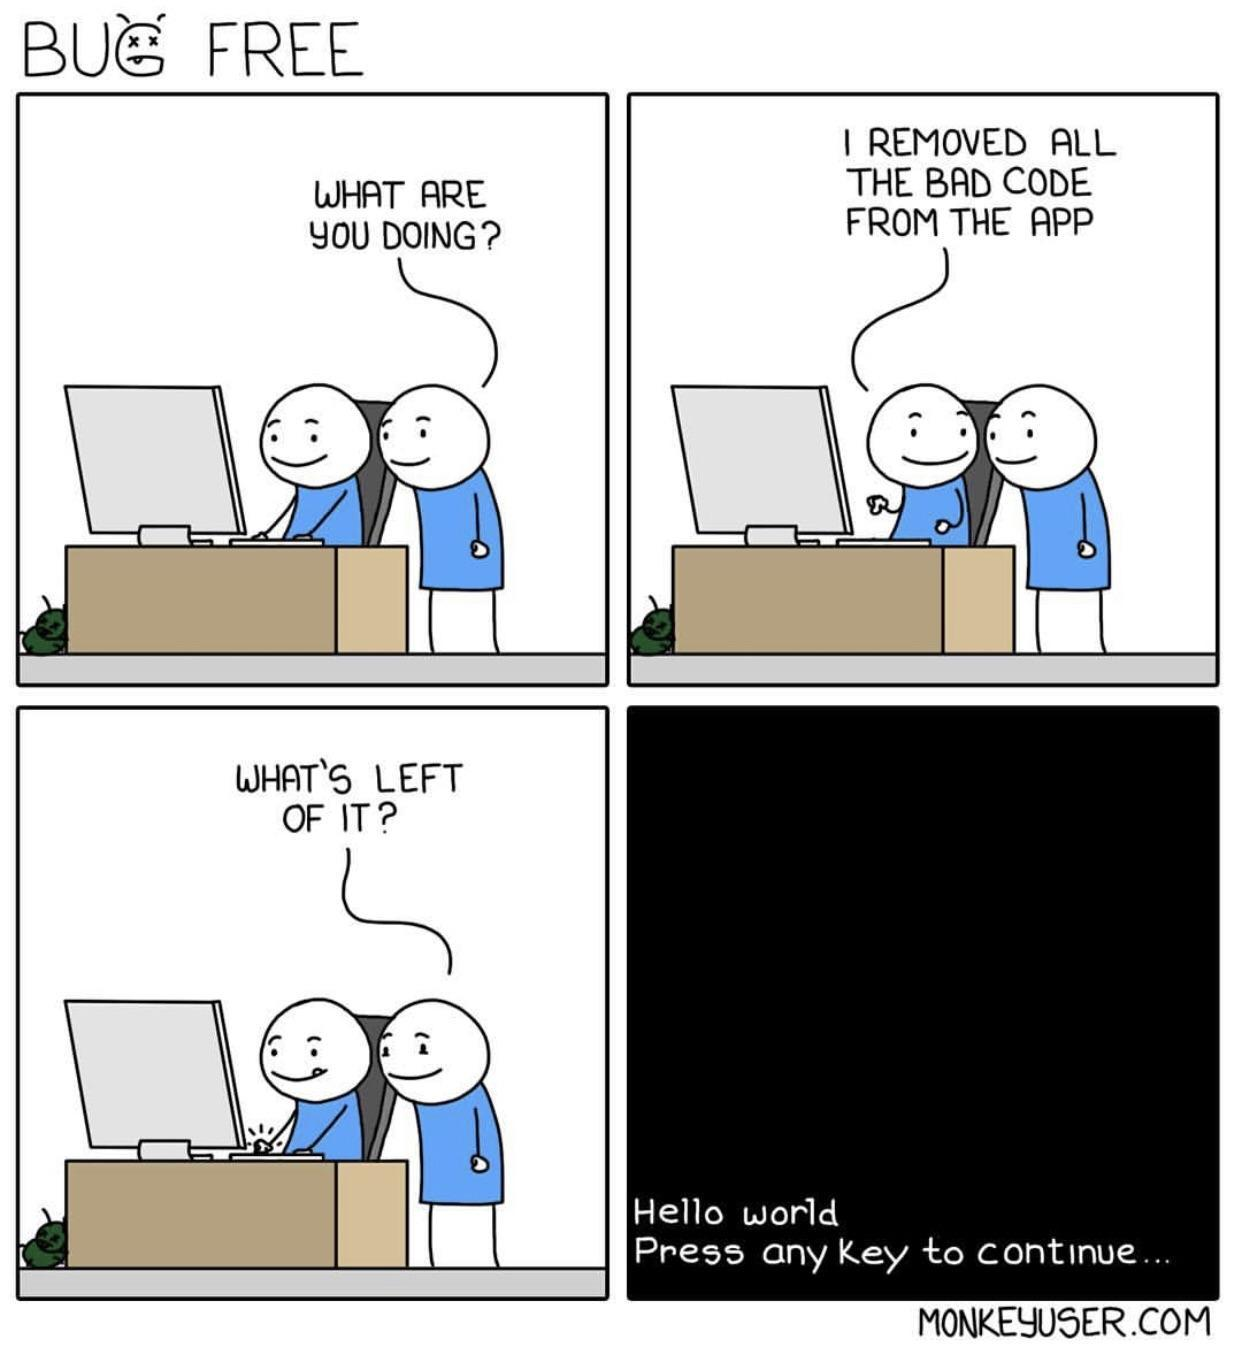 BUG FREE
WHAT ARE
YOU DOING?
I REMOVED ALL
THE BAD CODE
FROM THE APP
WHAT'S LEFT
OF IT?
Hello world
Press any key to continue...
MONKEYUSER.COM